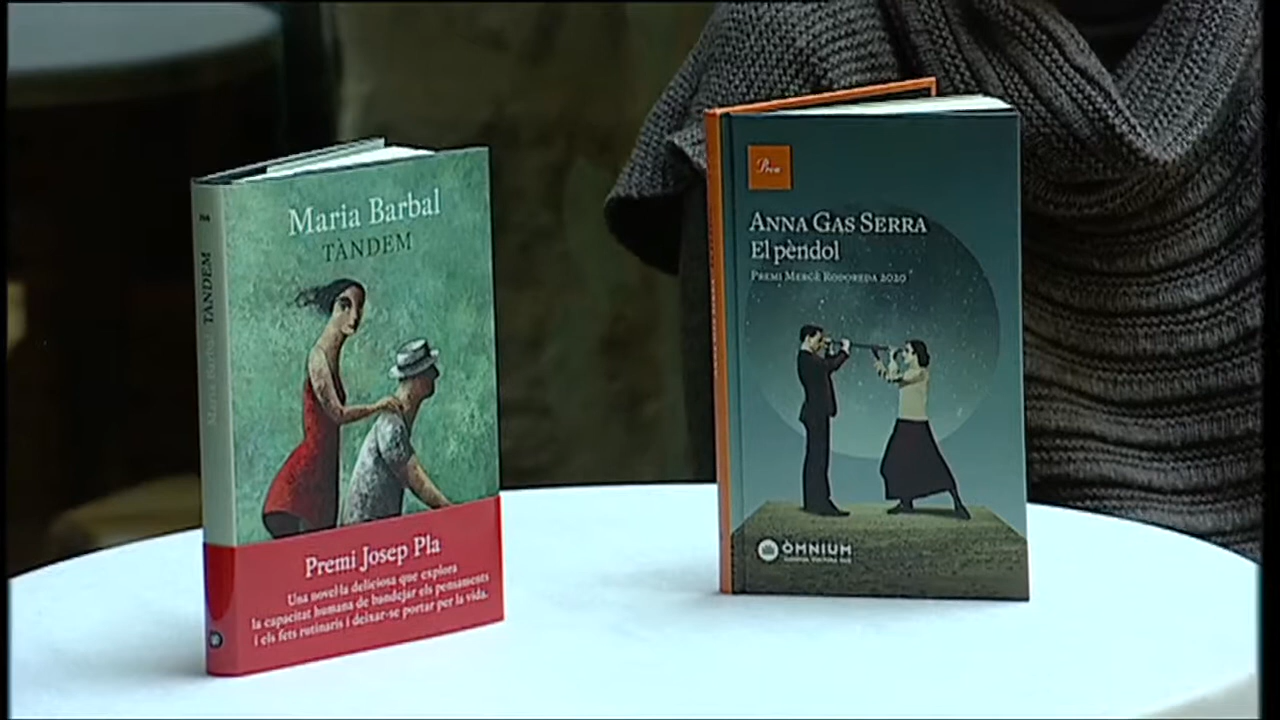 Maria Barbal
TÀNDEM
TÀNDEM
Maria Barbal
Premi Josep Pla
Una novel·la deliciosa que explora
la capacitat humana de bandejar els pensaments
i els fets rutinaris i deixar-se portar per la vida.
Proa
ANNA GAS SERRA
El pèndol
PREMI MERCÈ RODOREDA 2020
ÒMNIUM